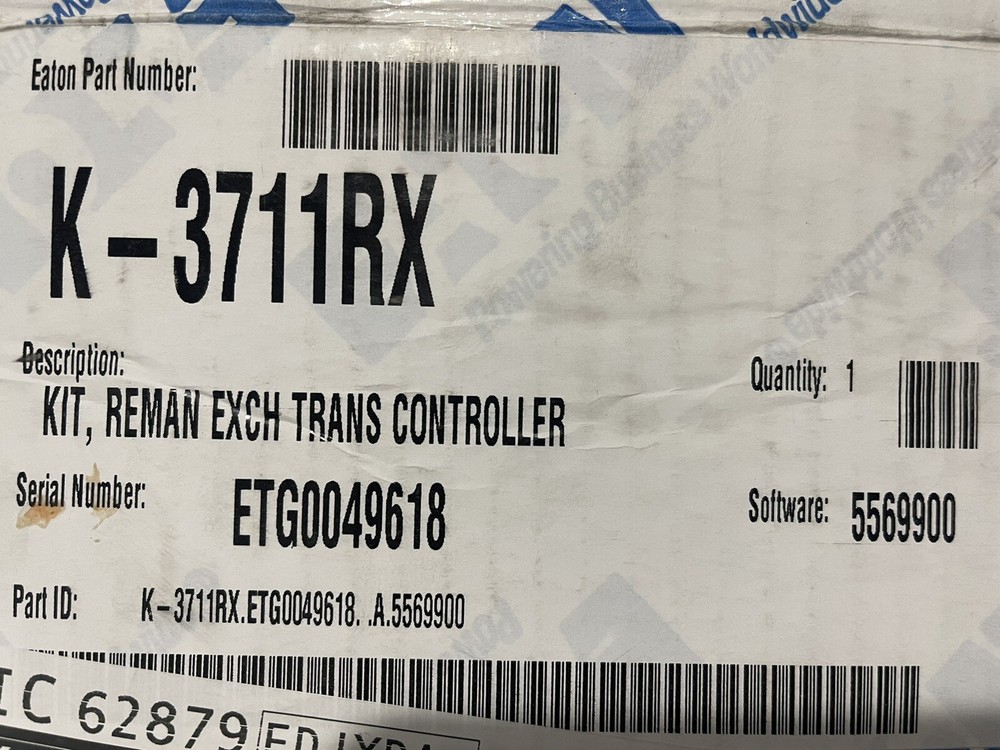 Eaton Part Number:
K-3711RX
Description:
KIT, REMAN EXCH TRANS CONTROLLER
Quantity: 1
Serial Number: ETG0049618
Software: 5569900
Part ID: K-3711RX.ETG0049618. .A.5569900
IC 62879